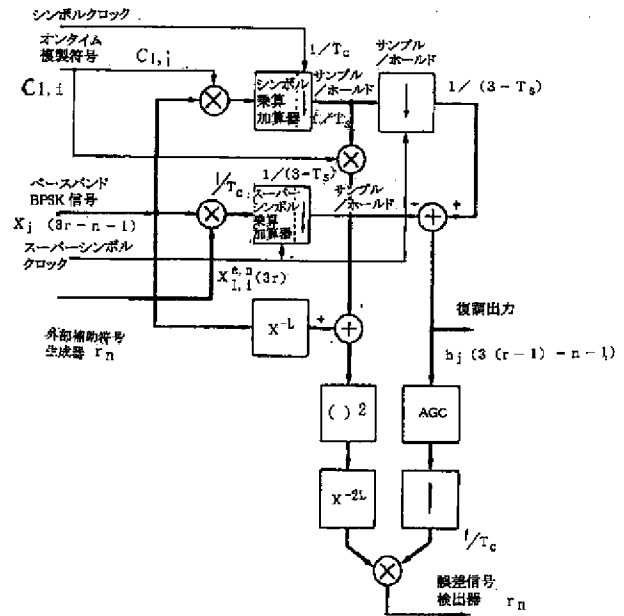 シンボルクロック
オンタイム
複製符号
C1,j
C1,i
1/Tc
サンプル
/ホールド
サンプル
/ホールド
シンボル
乗算
加算器
1/Ts
1/(3-Ts)
1/(3-Ts)
1/Tc
サンプル
/ホールド
ベースバンド
BPSK信号
Xj (3r-n-1)
スーパー
シンボル
乗算
加算器
スーパーシンボル
クロック
外部補助符号
生成器 rn
X-L
+
-
+
復調出力
bj (3(r-1)-n-1)
( )2
AGC
X-2L
1/Tc
誤差信号
検出器 rn